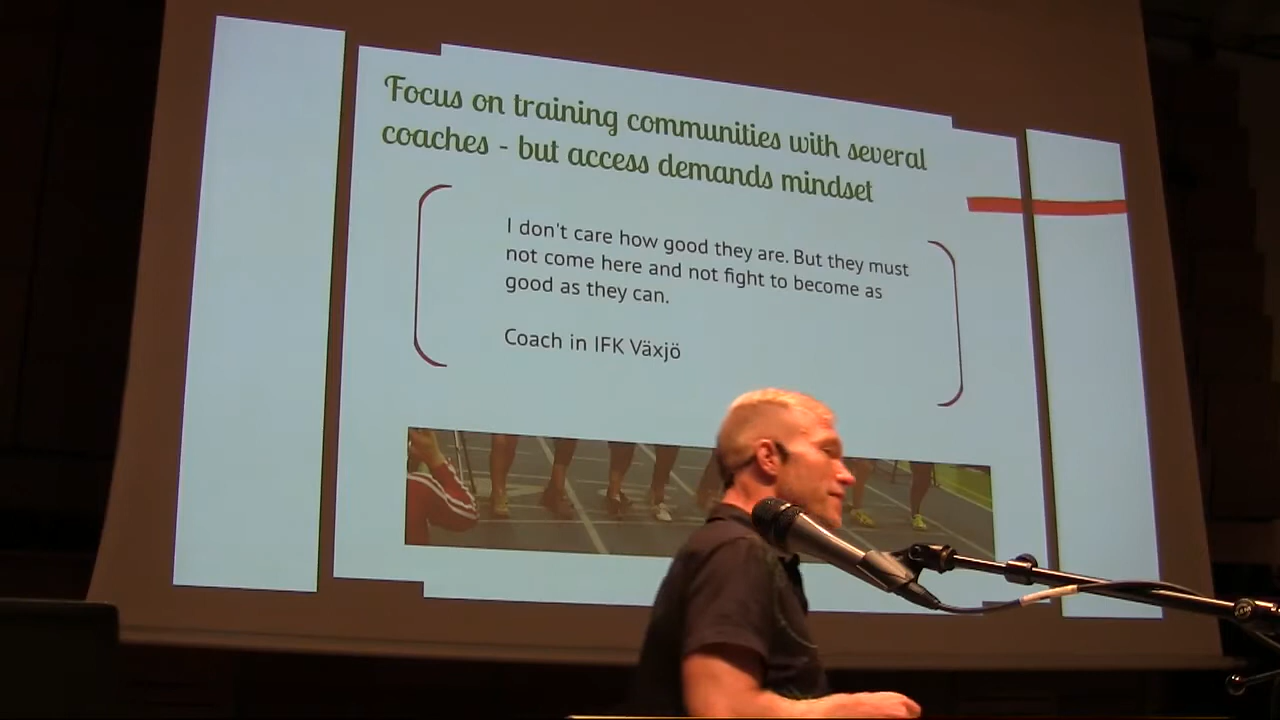 Focus on training communities with several
coaches - but access demands mindset
I don't care how good they are. But they must
not come here and not fight to become as
good as they can.
Coach in IFK Växjö